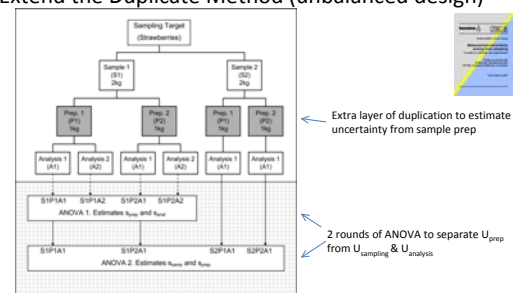 Extend the Duplicate Method (unbalanced design)
Sampling Target
(Strawberries)
Sample 1
(S1)
2kg
Sample 2
(S2)
2kg
Prep. 1
(P1)
1kg
Prep. 2
(P2)
1kg
Prep. 1
(P1)
1kg
Prep. 2
(P2)
1kg
Extra layer of duplication to estimate
uncertainty from sample prep
Analysis 1
(A1)
Analysis 2
(A2)
Analysis 1
(A1)
Analysis 2
(A2)
Analysis 1
(A1)
Analysis 1
(A1)
S1P1A1 S1P1A2 S1P2A1 S1P2A2
ANOVA 1. Estimates sprep and sanal
S1P1A1 S1P2A1 S2P1A1 S2P2A1
ANOVA 2. Estimates ssamp and sprep
2 rounds of ANOVA to separate Uprep
from Usampling & Uanalysis